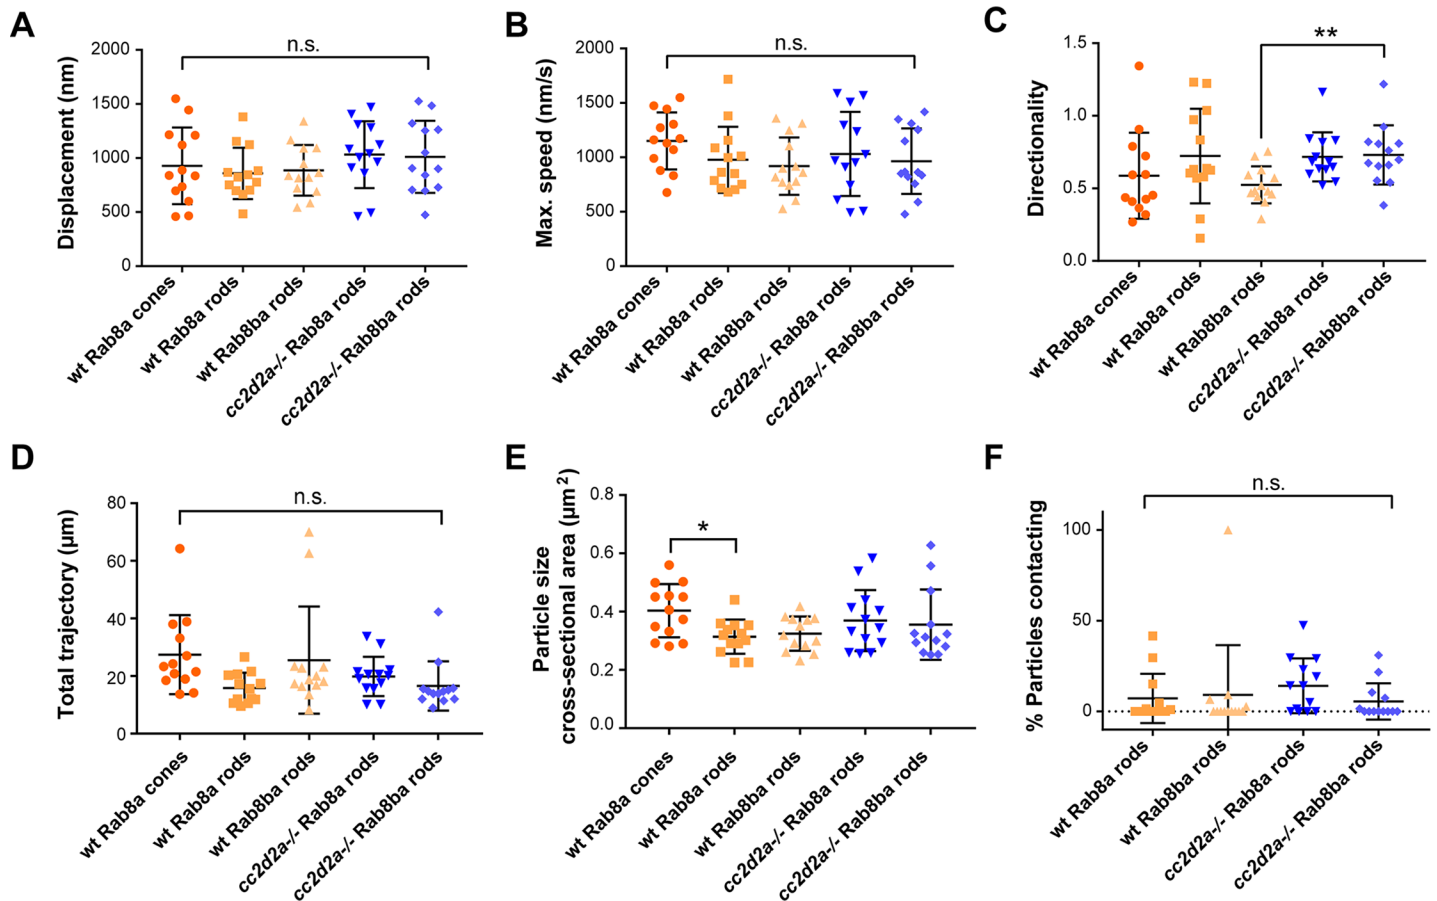 A
Displacement (nm)
2000
1500
1000
500
0
n.s.
wt Rab8a cones
wt Rab8a rods
wt Rab8ba rods
cc2d2a-/- Rab8a rods
cc2d2a-/- Rab8ba rods
B
Max. speed (nm/s)
2000
1500
1000
500
0
n.s.
wt Rab8a cones
wt Rab8a rods
wt Rab8ba rods
cc2d2a-/- Rab8a rods
cc2d2a-/- Rab8ba rods
C
Directionality
1.5
1.0
0.5
0.0
**
wt Rab8a cones
wt Rab8a rods
wt Rab8ba rods
cc2d2a-/- Rab8a rods
cc2d2a-/- Rab8ba rods
D
Total trajectory (µm)
80
60
40
20
0
n.s.
wt Rab8a cones
wt Rab8a rods
wt Rab8ba rods
cc2d2a-/- Rab8a rods
cc2d2a-/- Rab8ba rods
E
Particle size
cross-sectional area (µm²)
0.8
0.6
0.4
0.2
0.0
*
wt Rab8a cones
wt Rab8a rods
wt Rab8ba rods
cc2d2a-/- Rab8a rods
cc2d2a-/- Rab8ba rods
F
% Particles contacting
100
50
0
n.s.
wt Rab8a rods
wt Rab8ba rods
cc2d2a-/- Rab8a rods
cc2d2a-/- Rab8ba rods